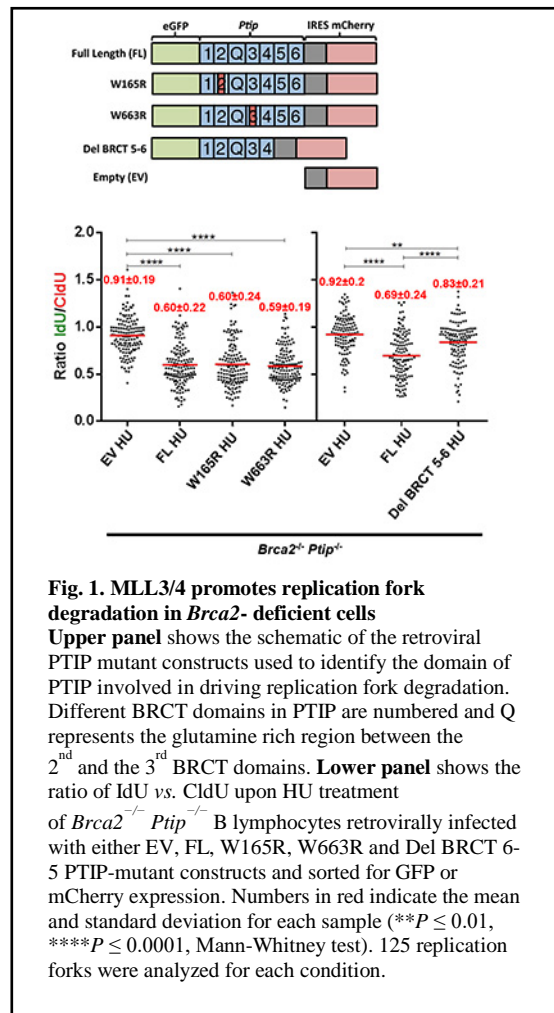 eGFP Ptip IRES mCherry
Full Length (FL) 1 2 Q 3 4 5 6
W165R 1 2 Q 3 4 5 6
W663R 1 2 Q 3 4 5 6
Del BRCT 5-6 1 2 Q 3 4
Empty (EV)
**** **
**** **** ****
****
2.0 0.91±0.19 0.60±0.22 0.60±0.24 0.59±0.19 0.92±0.2 0.69±0.24 0.83±0.21
1.5
1.0
0.5
0.0
Ratio IdU/CldU
EV HU FL HU W165R HU W663R HU EV HU FL HU Del BRCT 5-6 HU
Brca2-/- Ptip-/-
Fig. 1. MLL3/4 promotes replication fork
degradation in Brca2- deficient cells
Upper panel shows the schematic of the retroviral
PTIP mutant constructs used to identify the domain of
PTIP involved in driving replication fork degradation.
Different BRCT domains in PTIP are numbered and Q
represents the glutamine rich region between the
2nd and the 3rd BRCT domains. Lower panel shows the
ratio of IdU vs. CldU upon HU treatment
of Brca2−/− Ptip−/− B lymphocytes retrovirally infected
with either EV, FL, W165R, W663R and Del BRCT 6-
5 PTIP-mutant constructs and sorted for GFP or
mCherry expression. Numbers in red indicate the mean
and standard deviation for each sample (**P ≤ 0.01,
****P ≤ 0.0001, Mann-Whitney test). 125 replication
forks were analyzed for each condition.